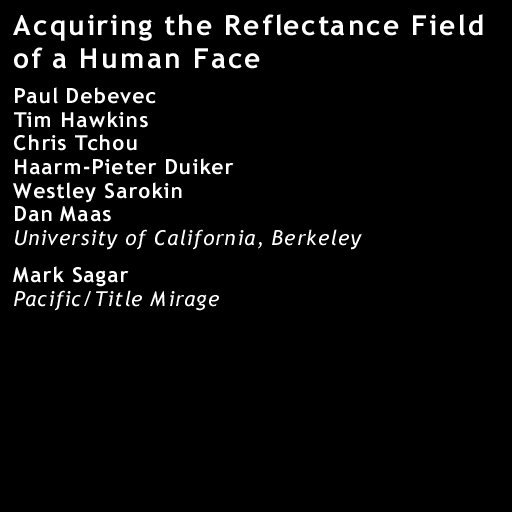 Acquiring the Reflectance Field
of a Human Face
Paul Debevec
Tim Hawkins
Chris Tchou
Haarm-Pieter Duiker
Westley Sarokin
Dan Maas
University of California, Berkeley
Mark Sagar
Pacific/Title Mirage